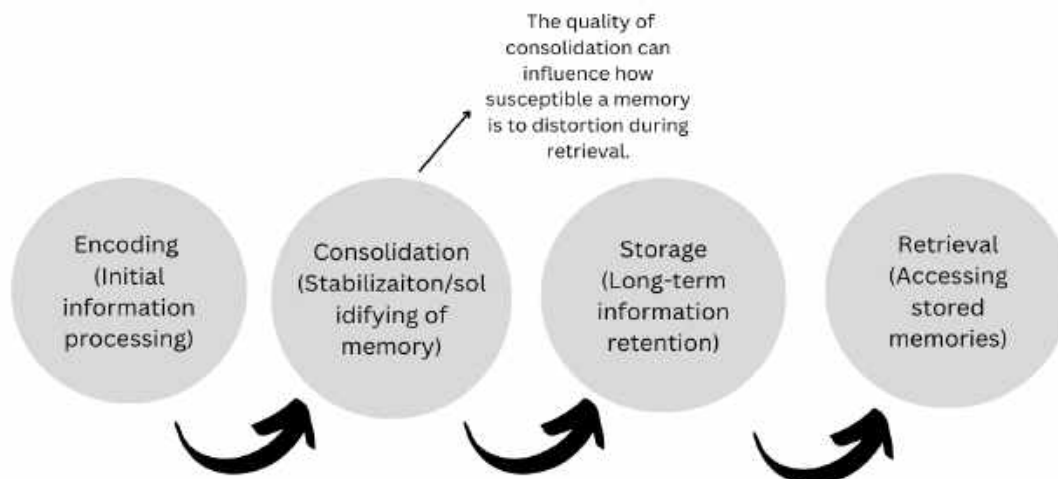 The quality of
consolidation can
influence how
susceptible a memory
is to distortion during
retrieval.
Encoding
(Initial
information
processing)
Consolidation
(Stabilizaiton/sol
idifying of
memory)
Storage
(Long-term
information
retention)
Retrieval
(Accessing
stored
memories)